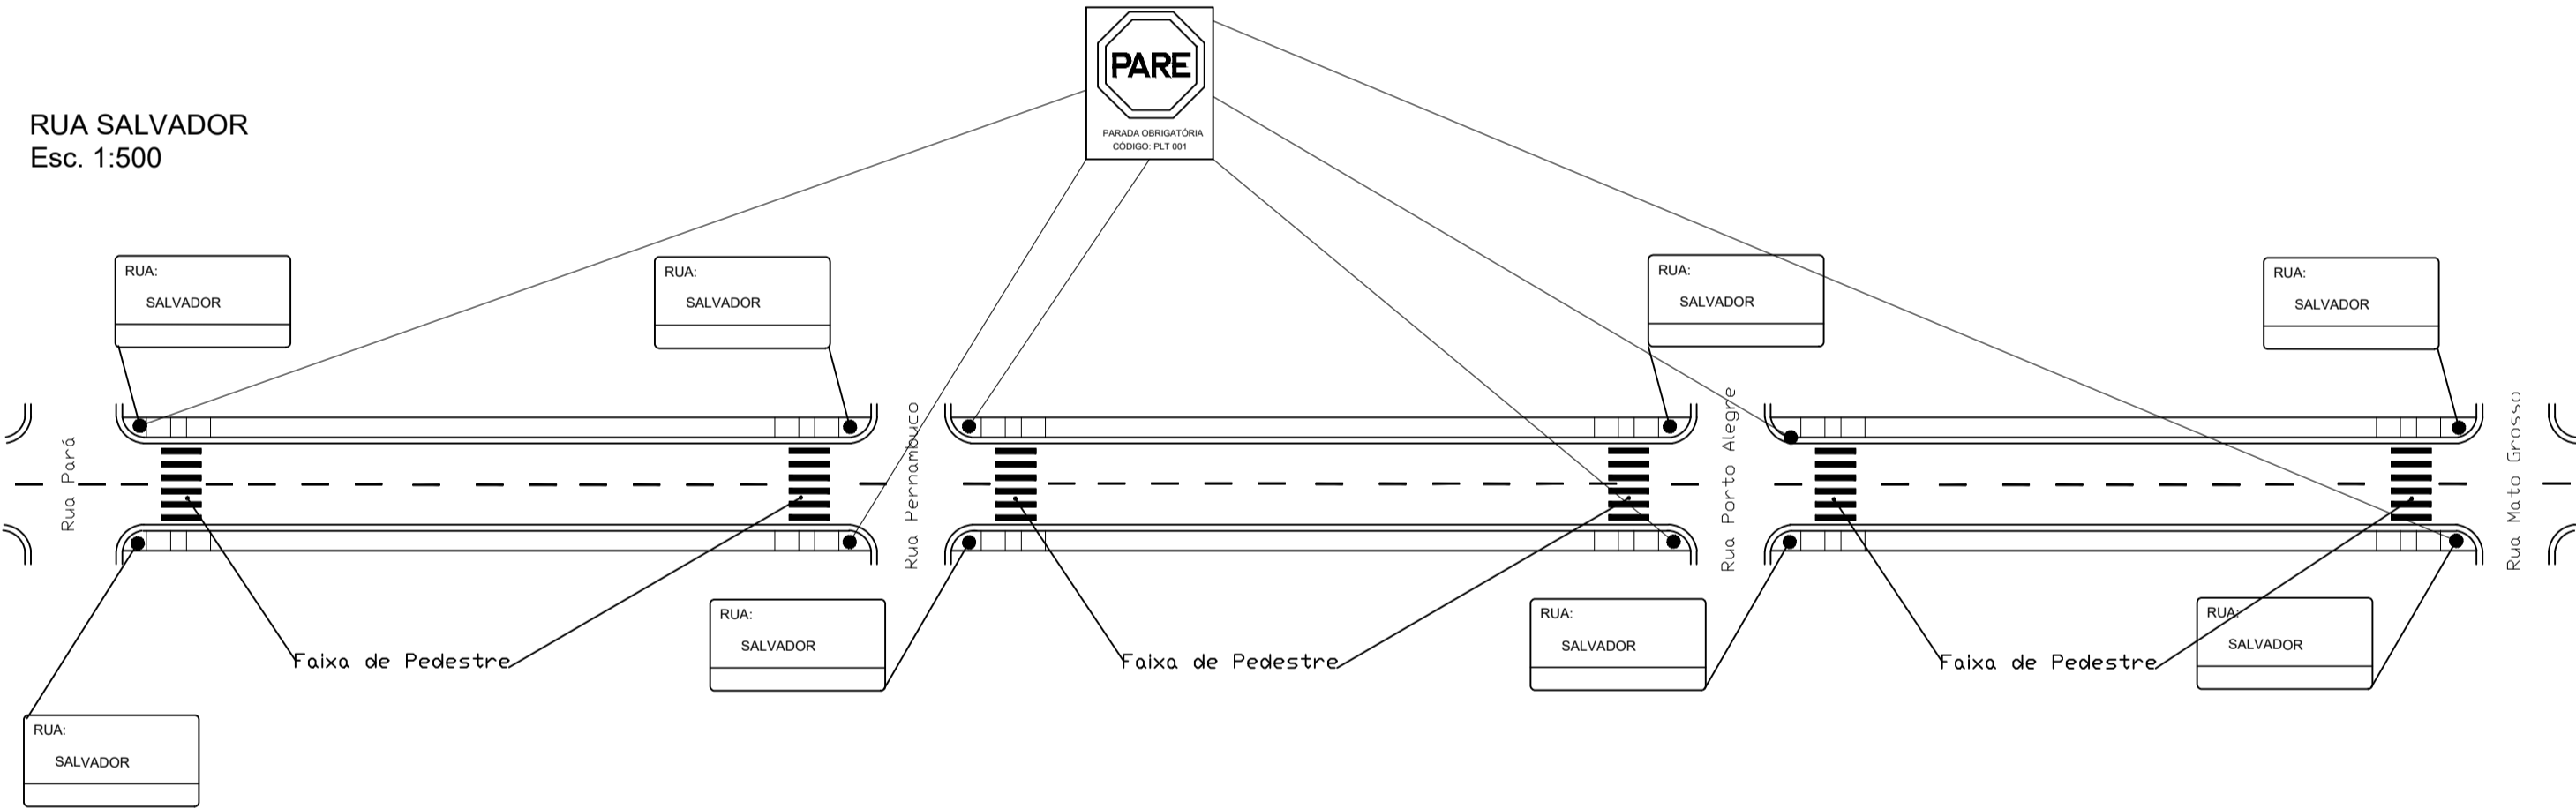 PARE
PARADA OBRIGATÓRIA
CÓDIGO: PLT 001
RUA SALVADOR
Esc. 1:500
RUA:
SALVADOR
RUA:
SALVADOR
RUA:
SALVADOR
RUA:
SALVADOR
Rua Pará
Rua Pernambuco
Rua Porto Alegre
Rua Mato Grosso
Faixa de Pedestre
RUA:
SALVADOR
Faixa de Pedestre
RUA:
SALVADOR
Faixa de Pedestre
RUA:
SALVADOR
RUA:
SALVADOR